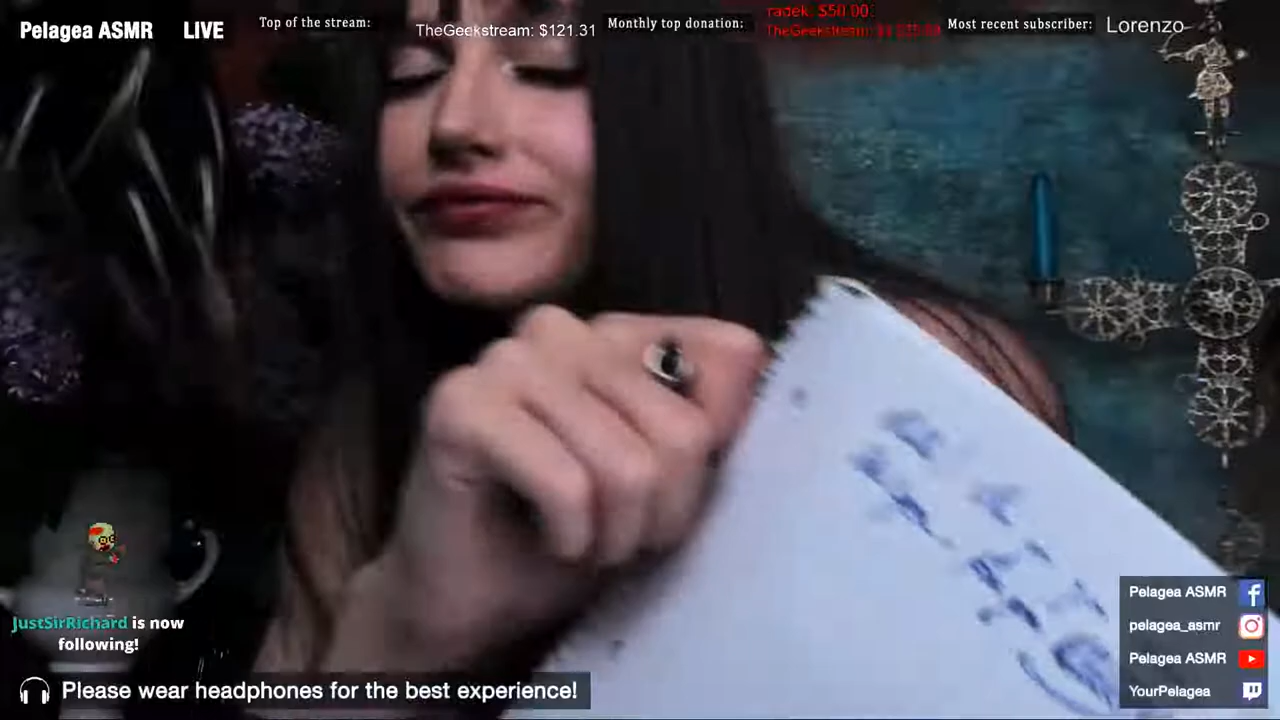 Pelagea ASMR LIVE
Top of the stream:
TheGeekstream: $121.31
Monthly top donation:
radek: $50.00
Most recent subscriber:
Lorenzo
JustSirRichard is now
following!
Please wear headphones for the best experience!
Pelagea ASMR
pelagea_asmr
Pelagea ASMR
YourPelagea